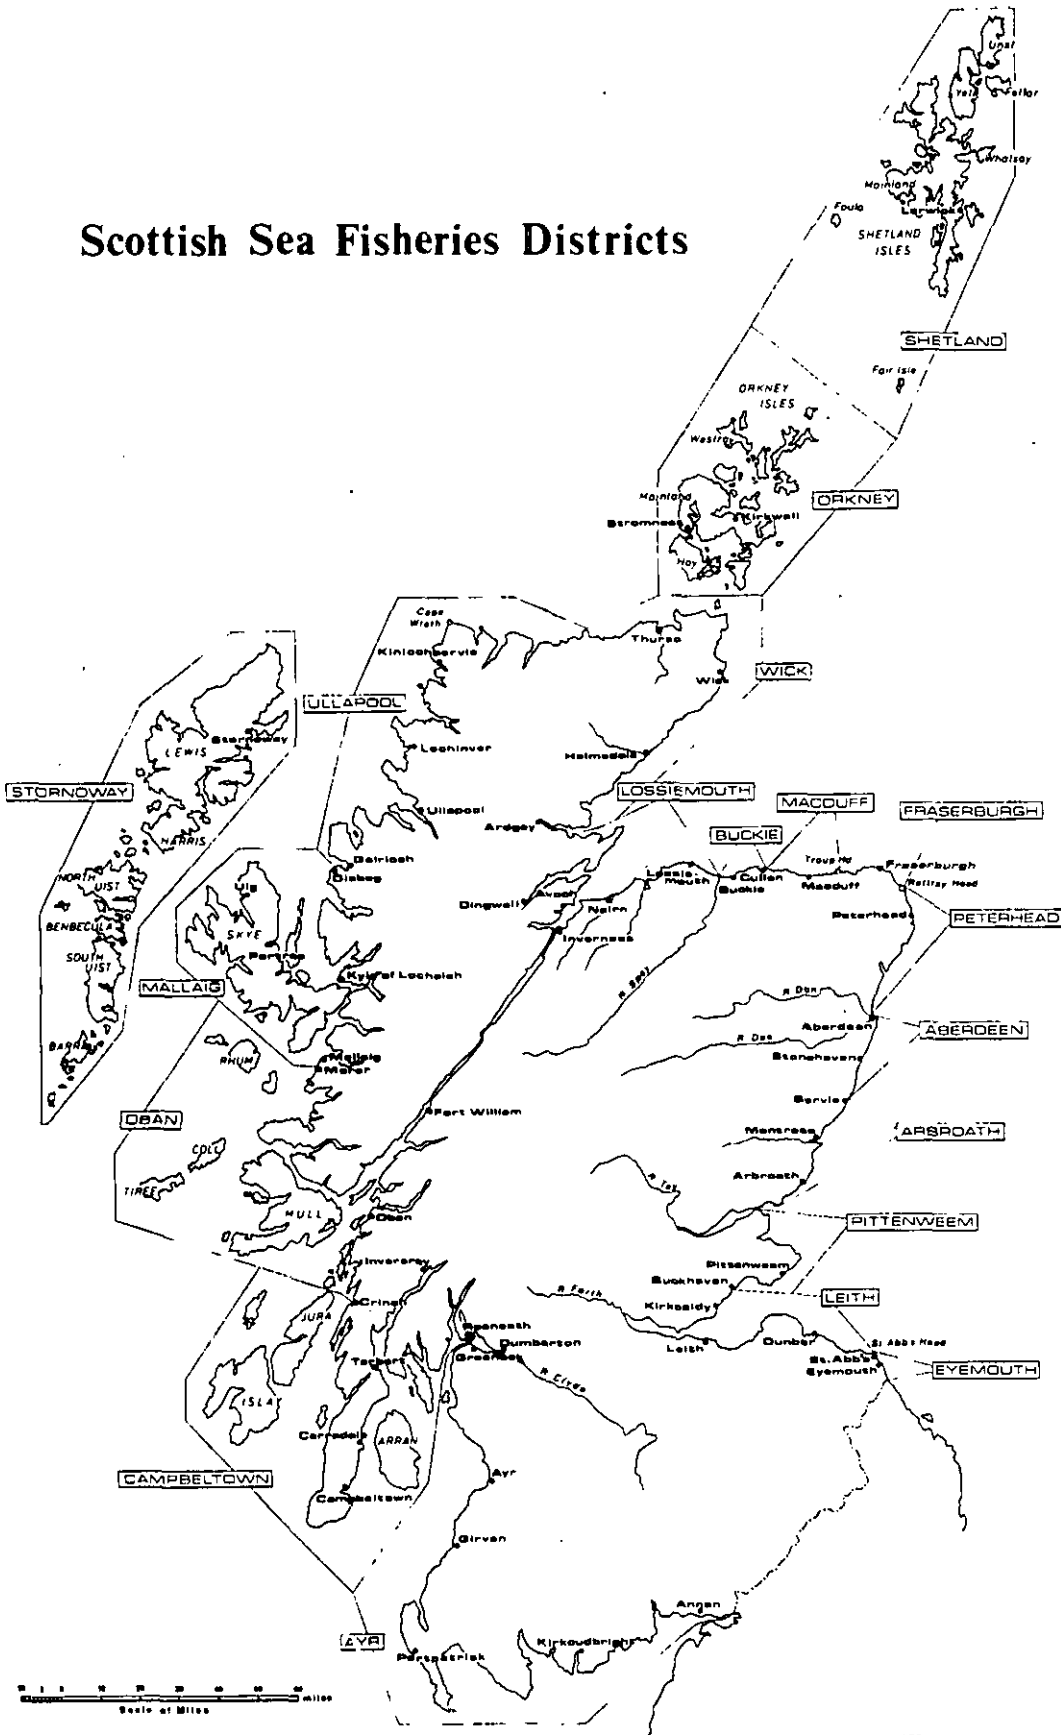 Scottish Sea Fisheries Districts
Unst
Yell
Fetlar
Whalsay
Mainland
Foula
Lerwick
SHETLAND
ISLES
SHETLAND
Fair Isle
ORKNEY
ISLES
Westray
ORKNEY
Mainland
Kirkwall
Stromness
Hoy
Cape
Wrath
Thurso
Kinlochbervie
WICK
Wick
ULLAPOOL
Stornoway
LEWIS
Lochinver
Helmsdale
STORNOWAY
LOSSIEMOUTH
MACDUFF
FRASERBURGH
Ullapool
Ardgay
BUCKIE
HARRIS
Gairloch
Diabeg
Troup Hd
Fraserburgh
NORTH
UIST
Uig
Lossie-
Mouth
Cullen
Buckie
Macduff
Rattray Head
Dingwall
Avoch
Nairn
Peterhead
PETERHEAD
BENBECULA
SKYE
Inverness
SOUTH
UIST
Portree
Kyle of Lochalsh
R Spey
MALLAIG
R Don
Aberdeen
ABERDEEN
BARRA
RHUM
Mallaig
Morar
R Dee
Stonehaven
OBAN
Fort William
Gervie
Montrose
ARBROATH
COLL
TIREE
R Tay
Arbroath
MULL
Oban
PITTENWEEM
Inveraray
Pittenweem
Buckhaven
R Forth
Kirkcaldy
LEITH
JURA
Crinan
Rosneath
Dumbarton
Greenock
Leith
Dunbar
St Abbs Head
St. Abb's
Eyemouth
EYEMOUTH
Tarbert
R Clyde
ISLA
Carradale
ARRAN
CAMPBELTOWN
Campbeltown
Ayr
Girvan
Annan
AYR
Portpatrick
Kirkcudbright
miles
Scale of Miles